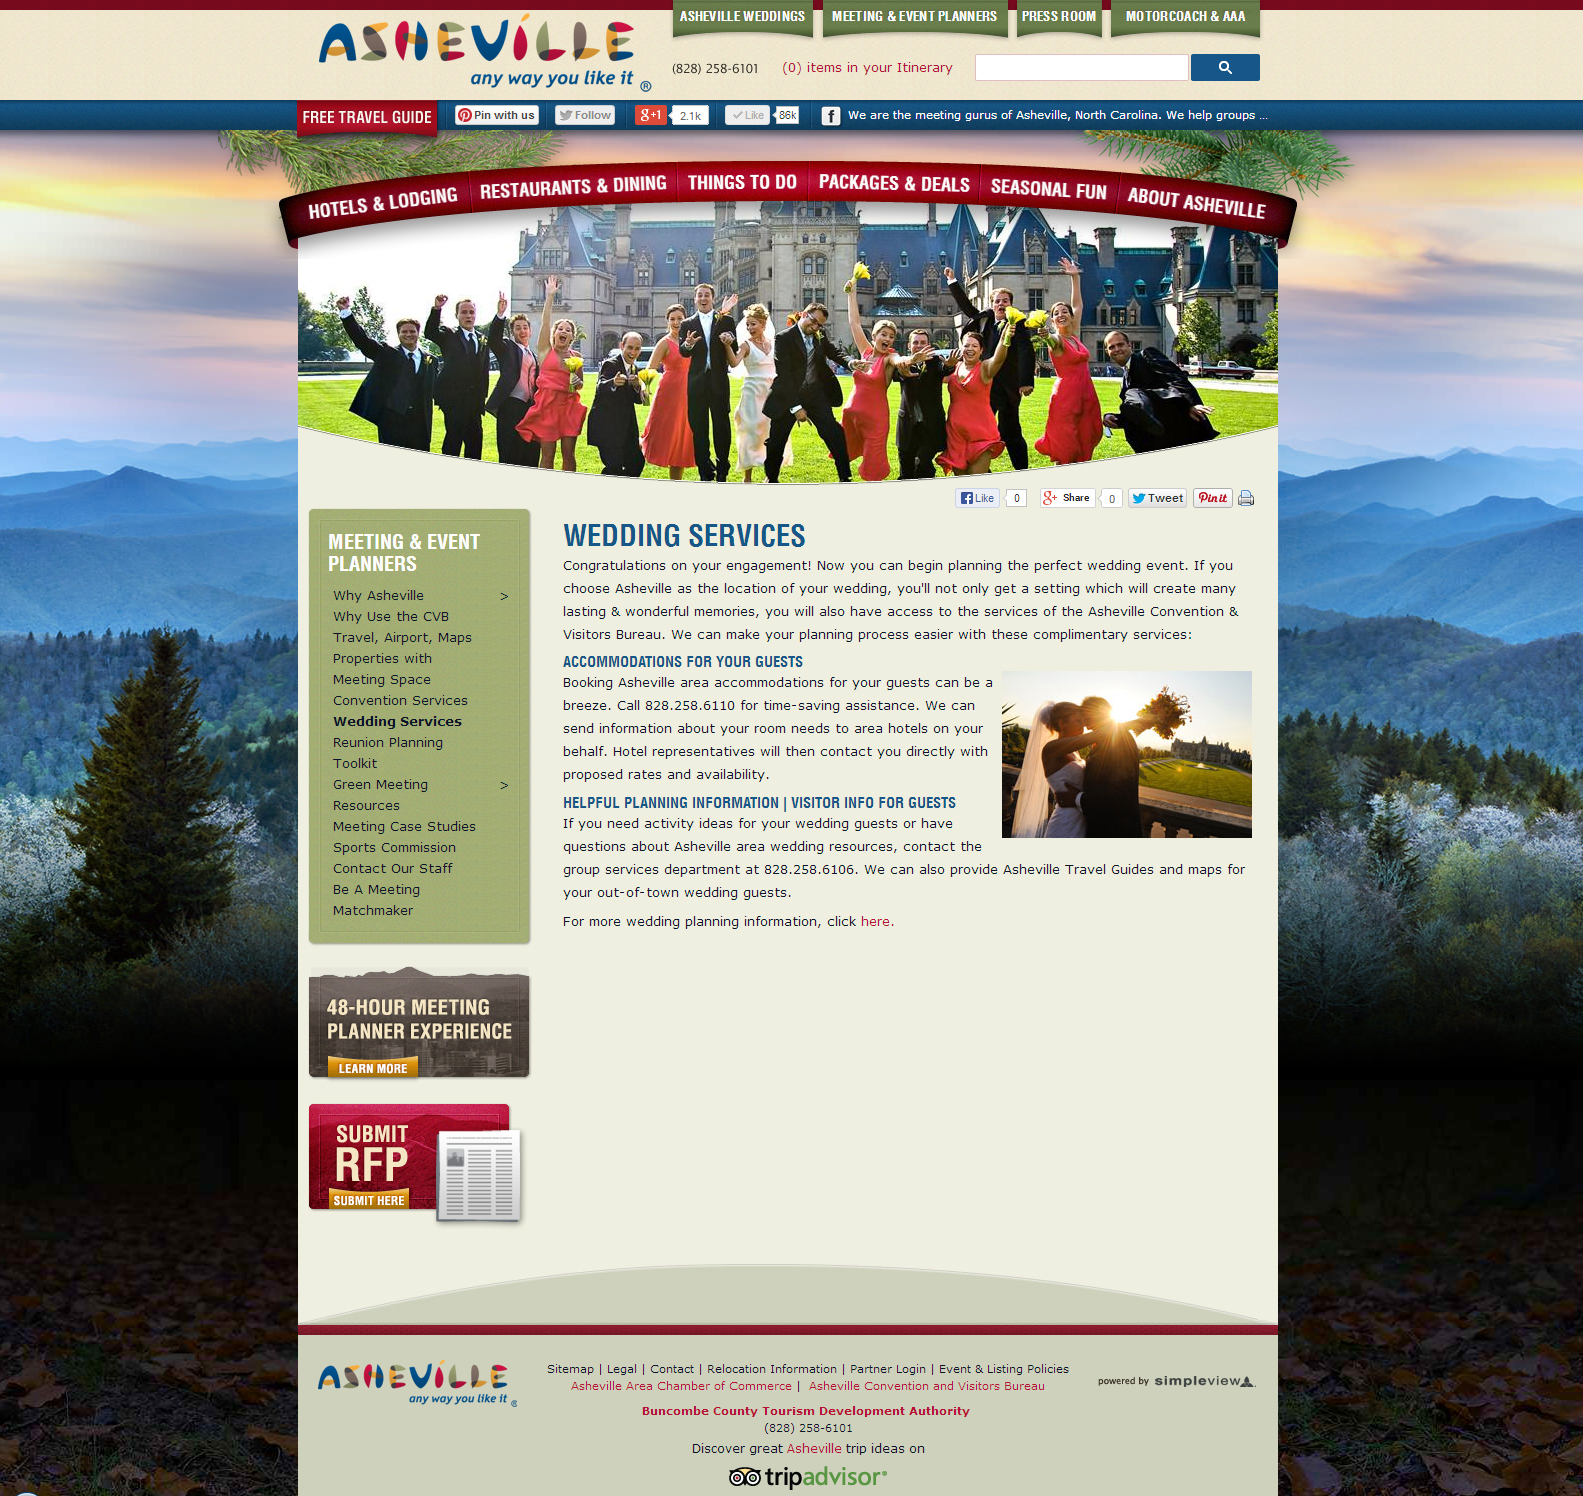 ASHEVILLE WEDDINGS
MEETING & EVENT PLANNERS
PRESS ROOM
MOTORCOACH & AAA
ASHEVILLE
any way you like it ®
(828) 258-6101
(0) items in your Itinerary
FREE TRAVEL GUIDE
Pin with us
Follow
g+1
2.1k
Like
86k
We are the meeting gurus of Asheville, North Carolina. We help groups ...
HOTELS & LODGING
RESTAURANTS & DINING
THINGS TO DO
PACKAGES & DEALS
SEASONAL FUN
ABOUT ASHEVILLE
Like
0
g+ Share
0
Tweet
Pin it
MEETING & EVENT
PLANNERS
Why Asheville >
Why Use the CVB
Travel, Airport, Maps
Properties with
Meeting Space
Convention Services
Wedding Services
Reunion Planning
Toolkit
Green Meeting >
Resources
Meeting Case Studies
Sports Commission
Contact Our Staff
Be A Meeting
Matchmaker
48-HOUR MEETING
PLANNER EXPERIENCE
LEARN MORE
SUBMIT
RFP
SUBMIT HERE
WEDDING SERVICES
Congratulations on your engagement! Now you can begin planning the perfect wedding event. If you
choose Asheville as the location of your wedding, you'll not only get a setting which will create many
lasting & wonderful memories, you will also have access to the services of the Asheville Convention &
Visitors Bureau. We can make your planning process easier with these complimentary services:
ACCOMMODATIONS FOR YOUR GUESTS
Booking Asheville area accommodations for your guests can be a
breeze. Call 828.258.6110 for time-saving assistance. We can
send information about your room needs to area hotels on your
behalf. Hotel representatives will then contact you directly with
proposed rates and availability.
HELPFUL PLANNING INFORMATION | VISITOR INFO FOR GUESTS
If you need activity ideas for your wedding guests or have
questions about Asheville area wedding resources, contact the
group services department at 828.258.6106. We can also provide Asheville Travel Guides and maps for
your out-of-town wedding guests.
For more wedding planning information, click here.
ASHEVILLE
any way you like it ®
Sitemap | Legal | Contact | Relocation Information | Partner Login | Event & Listing Policies
Asheville Area Chamber of Commerce | Asheville Convention and Visitors Bureau
Buncombe County Tourism Development Authority
(828) 258-6101
Discover great Asheville trip ideas on
tripadvisor®
powered by simpleview